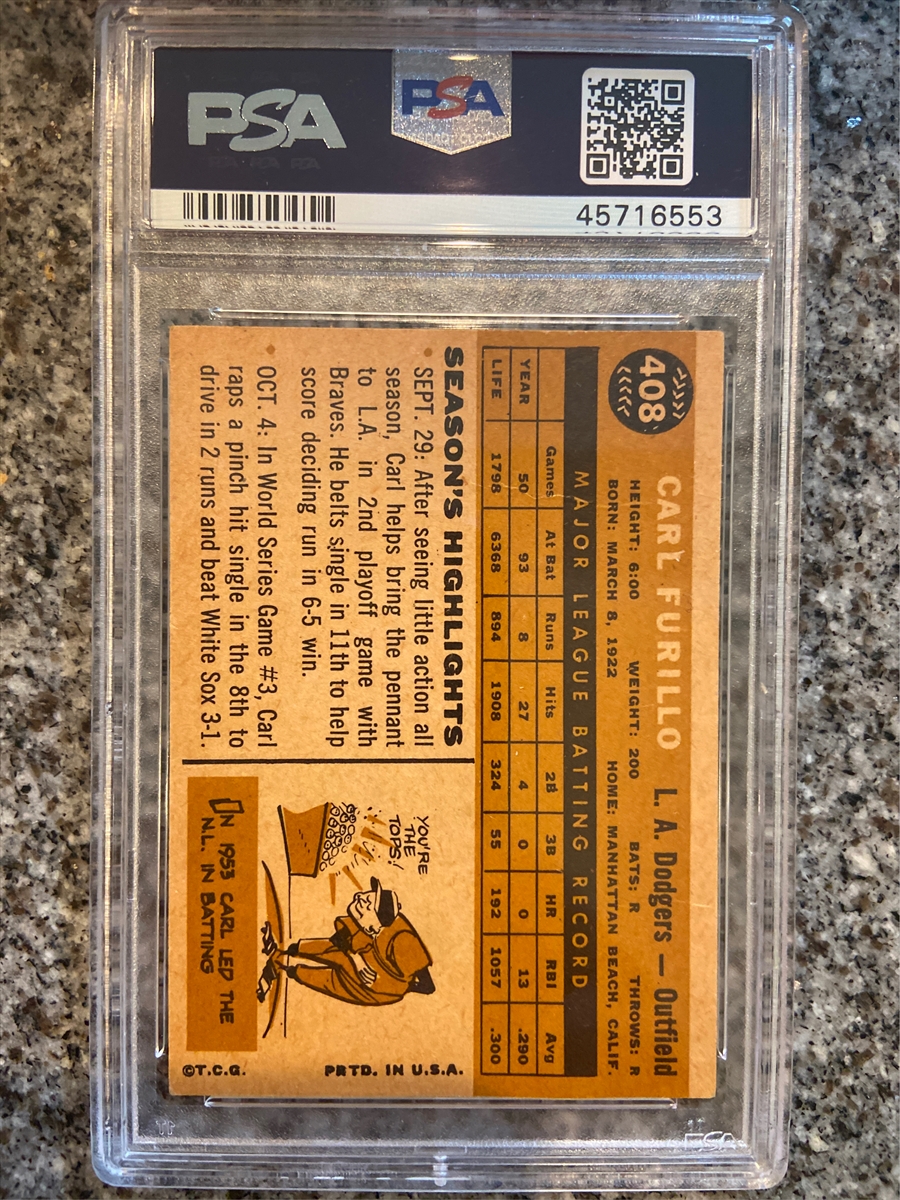 PSA
PSA
45716553
408
CARL FURILLO L. A. Dodgers — Outfield
HEIGHT: 6:00 WEIGHT: 200 BATS: R THROWS: R
BORN: MARCH 8, 1922 HOME: MANHATTAN BEACH, CALIF.
MAJOR LEAGUE BATTING RECORD
Games At Bat Runs Hits 2B 3B HR RBI Avg
YEAR 50 93 8 27 4 0 0 13 .290
LIFE 1798 6368 894 1908 324 55 192 1057 .300
SEASON'S HIGHLIGHTS
• SEPT. 29: After seeing little action all
season, Carl helps bring the pennant
to L.A. in 2nd playoff game with
Braves. He belts single in 11th to help
score deciding run in 6-5 win.
• OCT. 4: In World Series Game #3, Carl
raps a pinch hit single in the 8th to
drive in 2 runs and beat White Sox 3-1.
YOU'RE
THE
TOPS!
IN 1953 CARL LED THE
N.L. IN BATTING
©T.C.G. PRTD. IN U.S.A.
PSA